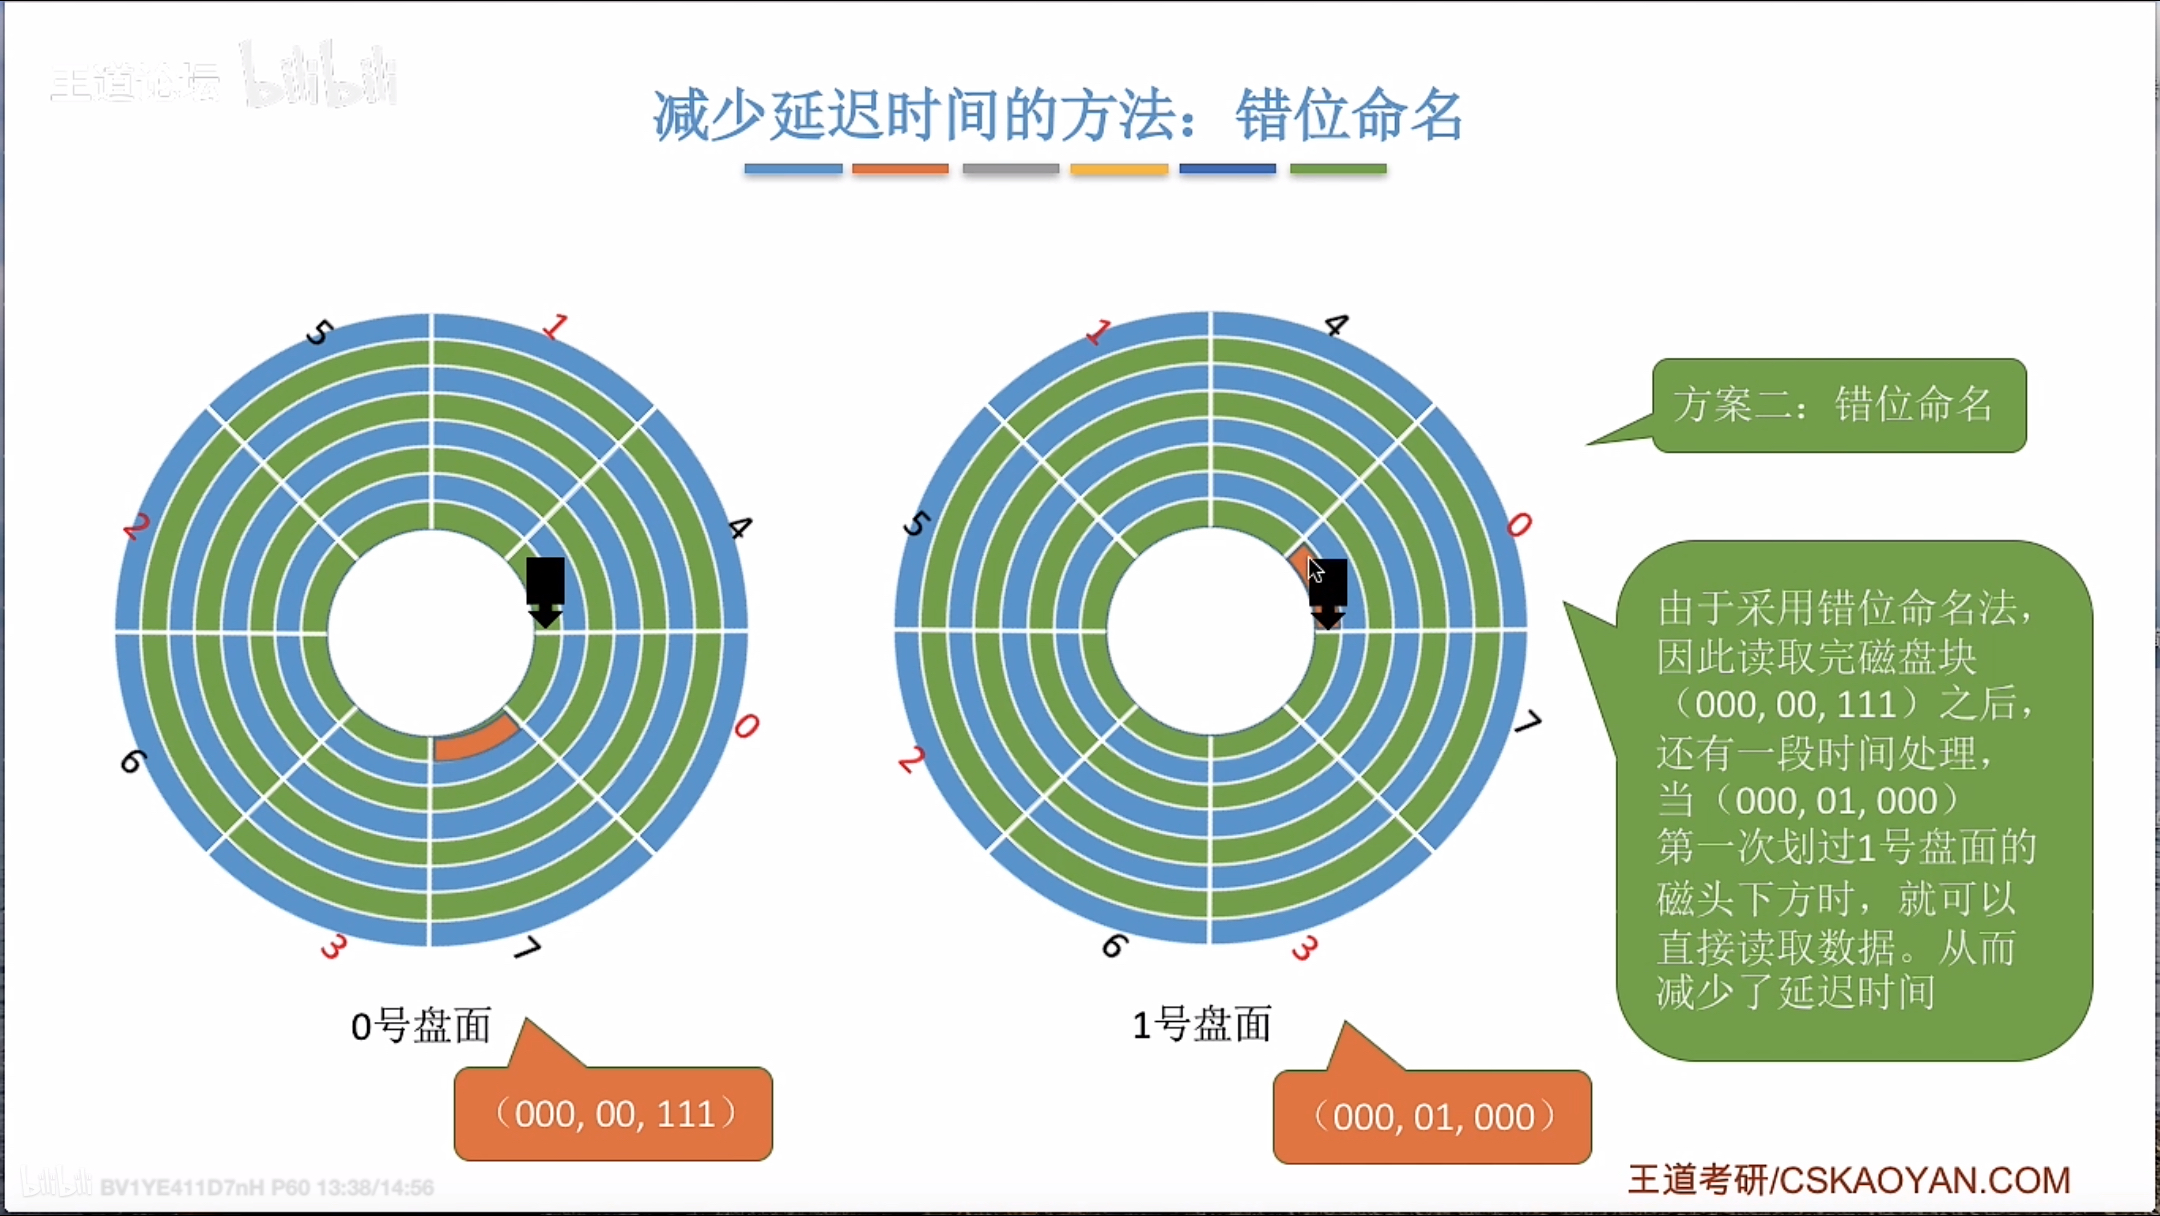 王道论坛 bilibili
减少延迟时间的方法：错位命名
5
1
2
4
6
0
3
7
1
4
5
0
2
7
6
3
0号盘面
（000, 00, 111）
1号盘面
（000, 01, 000）
方案二：错位命名
由于采用错位命名法，
因此读取完磁盘块
（000, 00, 111）之后，
还有一段时间处理，
当（000, 01, 000）
第一次划过1号盘面的
磁头下方时，就可以
直接读取数据。从而
减少了延迟时间
bilibili BV1YE411D7nH P60 13:38/14:56
王道考研/CSKAOYAN.COM